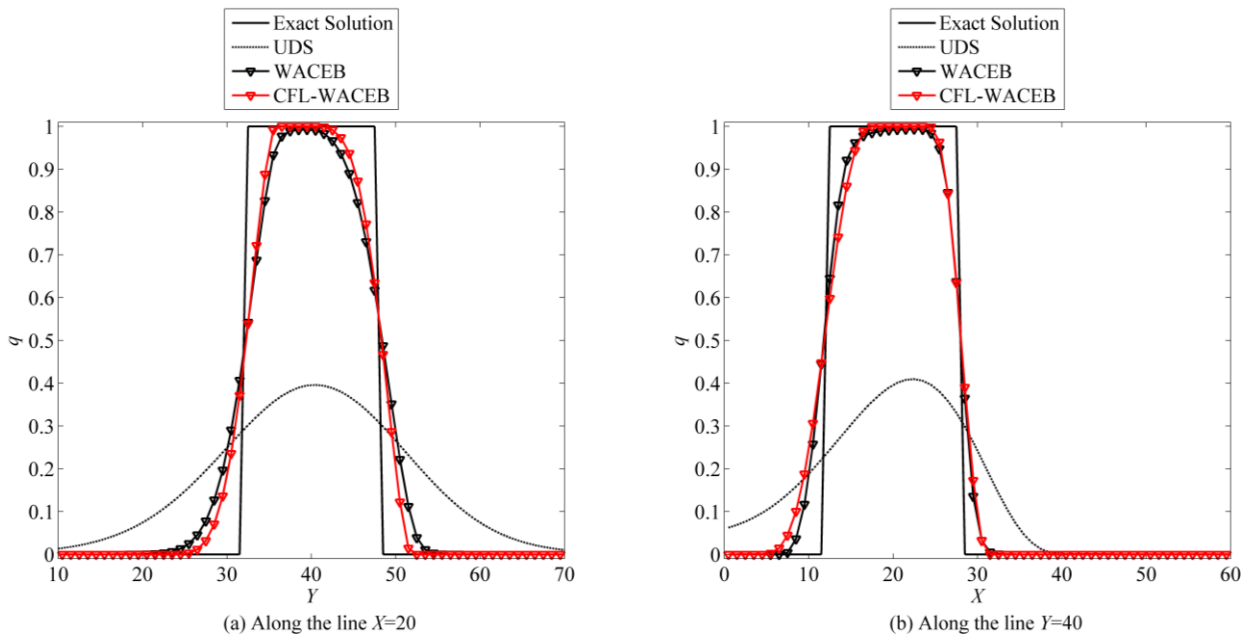 Exact Solution
UDS
WACEB
CFL-WACEB
1
0.9
0.8
0.7
0.6
0.5
0.4
0.3
0.2
0.1
0
q
10 20 30 40 50 60 70
Y
(a) Along the line X=20
Exact Solution
UDS
WACEB
CFL-WACEB
1
0.9
0.8
0.7
0.6
0.5
0.4
0.3
0.2
0.1
0
q
0 10 20 30 40 50 60
X
(b) Along the line Y=40